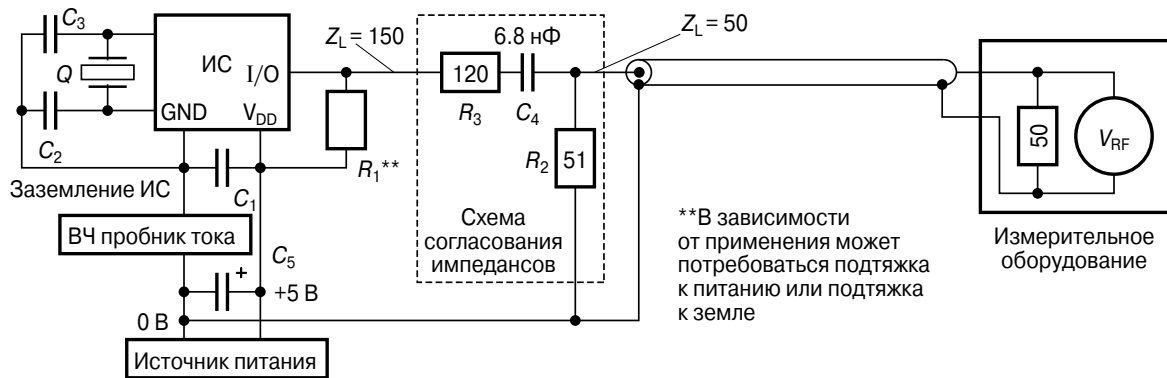 C3
Q
C2
ИС
I/O
GND
VDD
ZL = 150
6.8 нФ
ZL = 50
120
R3
C4
R1**
R2
51
50
VRF
C1
Заземление ИС
ВЧ пробник тока
C5
+
+5 В
0 В
Источник питания
Схема
согласования
импедансов
**В зависимости
от применения может
потребоваться подтяжка
к питанию или подтяжка
к земле
Измерительное
оборудование